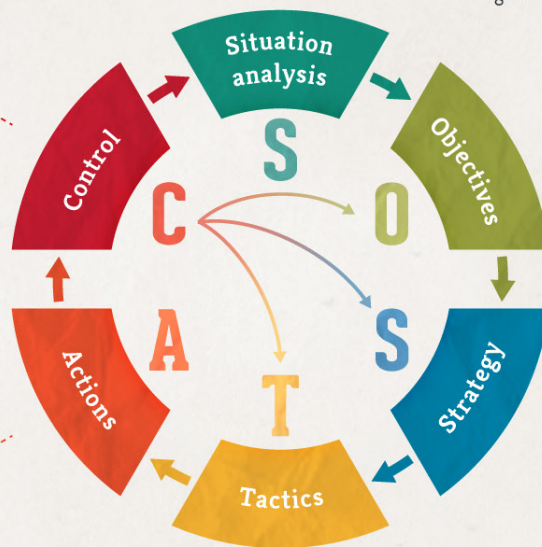 Situation
analysis
Objectives
Strategy
Tactics
Actions
Control
S
O
S
T
A
C